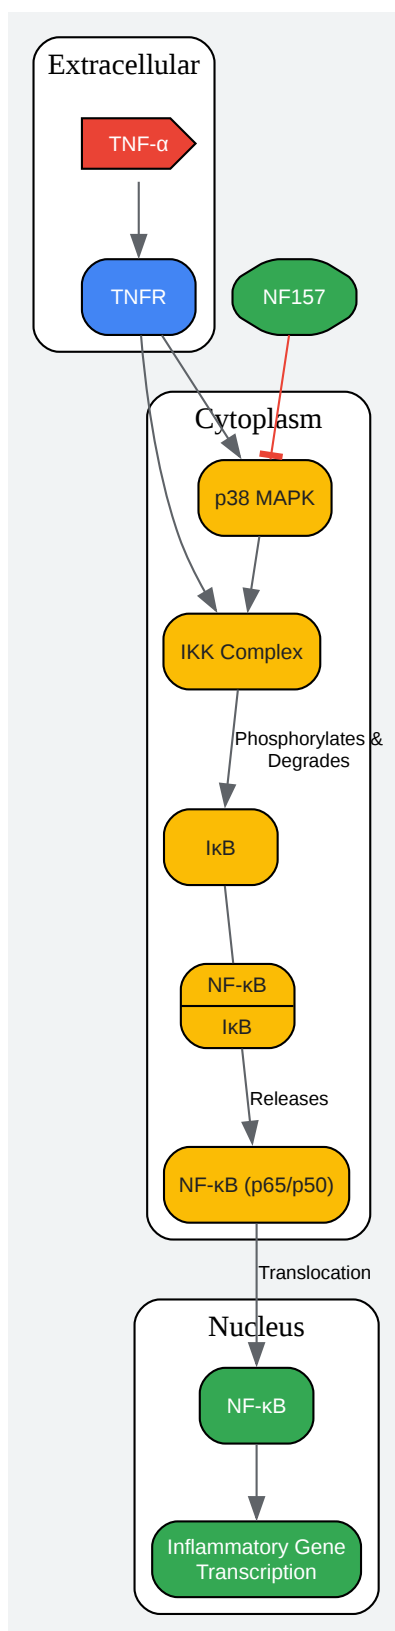 Extracellular
TNF-α
TNFR
NF157
Cytoplasm
p38 MAPK
IKK Complex
Phosphorylates &
Degrades
IκB
NF-κB
IκB
Releases
NF-κB (p65/p50)
Translocation
Nucleus
NF-κB
Inflammatory Gene
Transcription